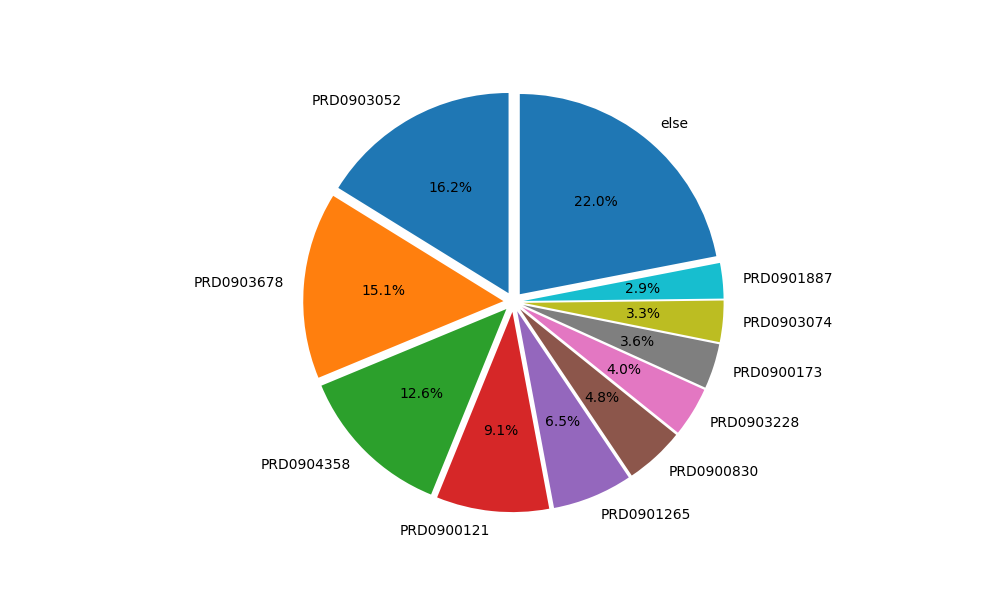 PRD0903052
16.2%
PRD0903678
15.1%
PRD0904358
12.6%
PRD0900121
9.1%
PRD0901265
6.5%
PRD0900830
4.8%
PRD0903228
4.0%
PRD0900173
3.6%
PRD0903074
3.3%
PRD0901887
2.9%
else
22.0%